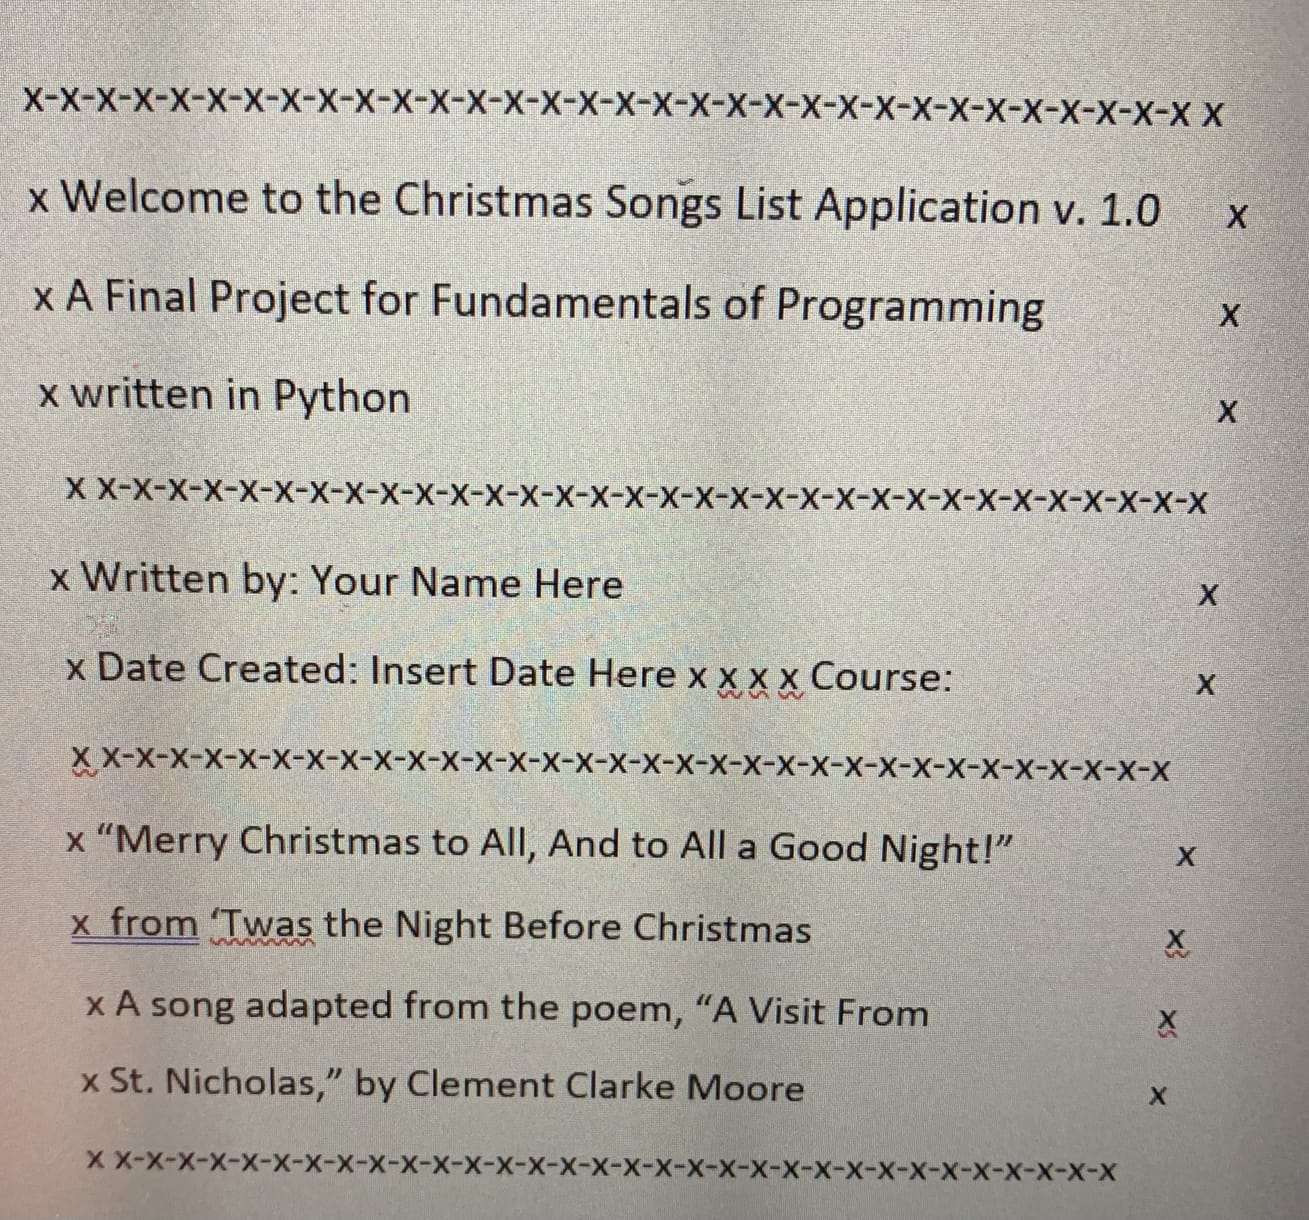 X-X-X-X-X-X-X-X-X-X-X-X-X-X-X-X-X-X-X-X-X-X-X-X-X-X-X-X-X-X-X-X X
x Welcome to the Christmas Songs List Application v. 1.0 x
x A Final Project for Fundamentals of Programming x
x written in Python x
X X-X-X-X-X-X-X-X-X-X-X-X-X-X-X-X-X-X-X-X-X-X-X-X-X-X-X-X-X-X-X-X
x Written by: Your Name Here x
x Date Created: Insert Date Here x x x x Course: x
X X-X-X-X-X-X-X-X-X-X-X-X-X-X-X-X-X-X-X-X-X-X-X-X-X-X-X-X-X-X-X-X
x “Merry Christmas to All, And to All a Good Night!” x
x from ‘Twas the Night Before Christmas x
x A song adapted from the poem, “A Visit From x
x St. Nicholas,” by Clement Clarke Moore x
X X-X-X-X-X-X-X-X-X-X-X-X-X-X-X-X-X-X-X-X-X-X-X-X-X-X-X-X-X-X-X-X